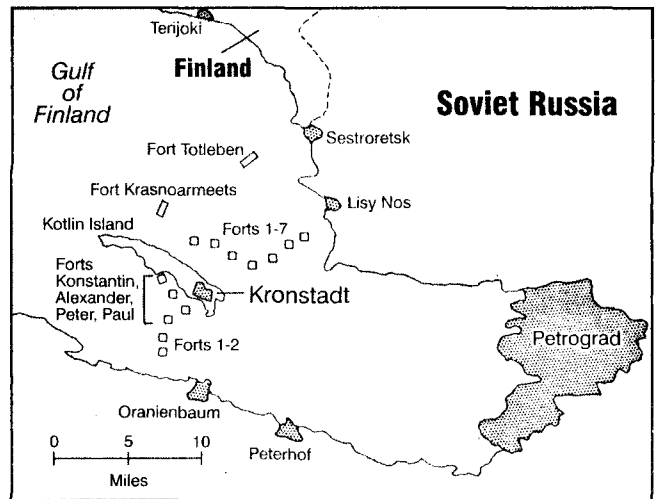 Terijoki
Gulf
of
Finland
Finland
Soviet Russia
Sestroretsk
Fort Totleben
Fort Krasnoarmeets
Lisy Nos
Kotlin Island
Forts 1-7
Forts
Konstantin,
Alexander,
Peter, Paul
Kronstadt
Petrograd
Forts 1-2
Oranienbaum
Peterhof
0 5 10
Miles